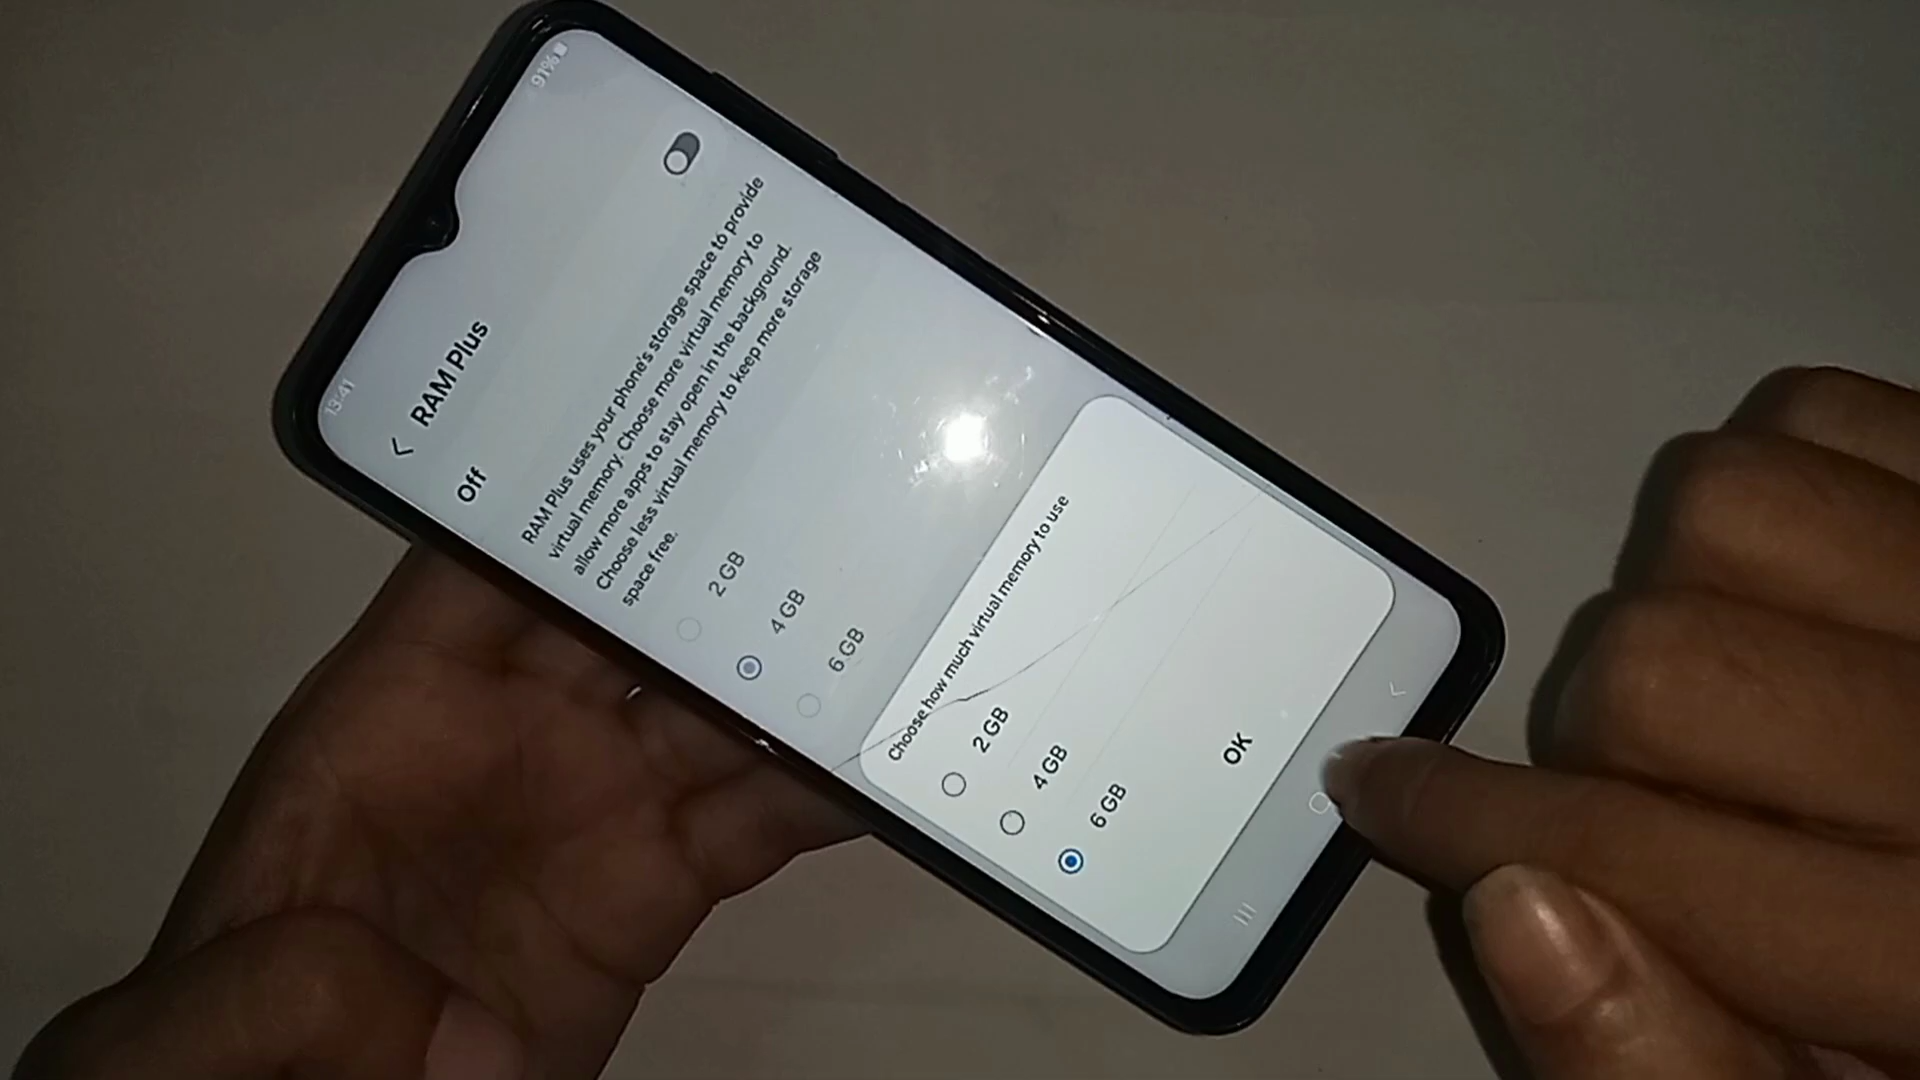 13:41
91%
RAM Plus
Off
RAM Plus uses your phone's storage space to provide
virtual memory. Choose more virtual memory to
allow more apps to stay open in the background.
Choose less virtual memory to keep more storage
space free.
2 GB
4 GB
6 GB
Choose how much virtual memory to use
2 GB
4 GB
6 GB
OK